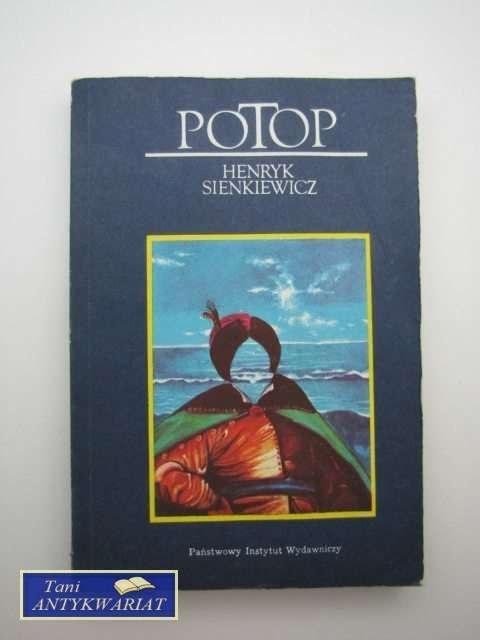 POTOP
HENRYK
SIENKIEWICZ
Państwowy Instytut Wydawniczy
Tani
ANTYKWARIAT